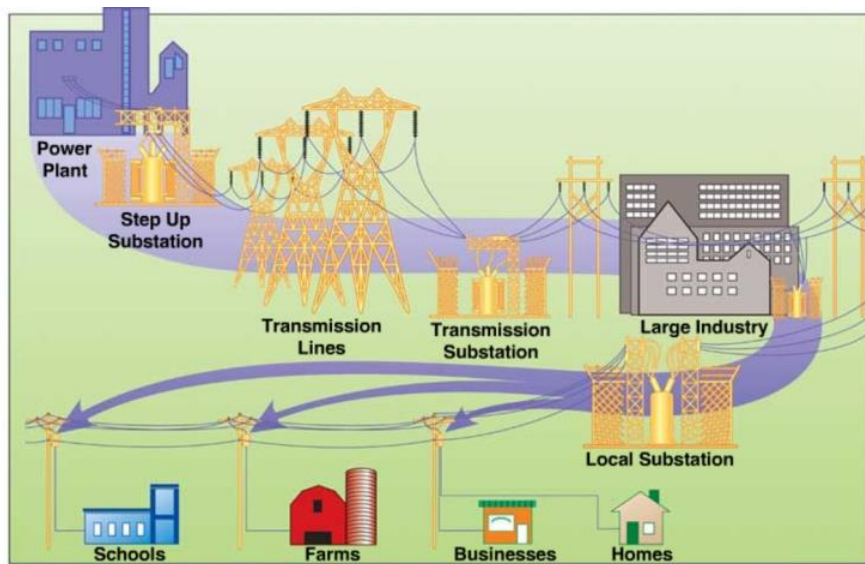 Power
Plant
Step Up
Substation
Transmission
Lines
Transmission
Substation
Large Industry
Local Substation
Schools
Farms
Businesses
Homes